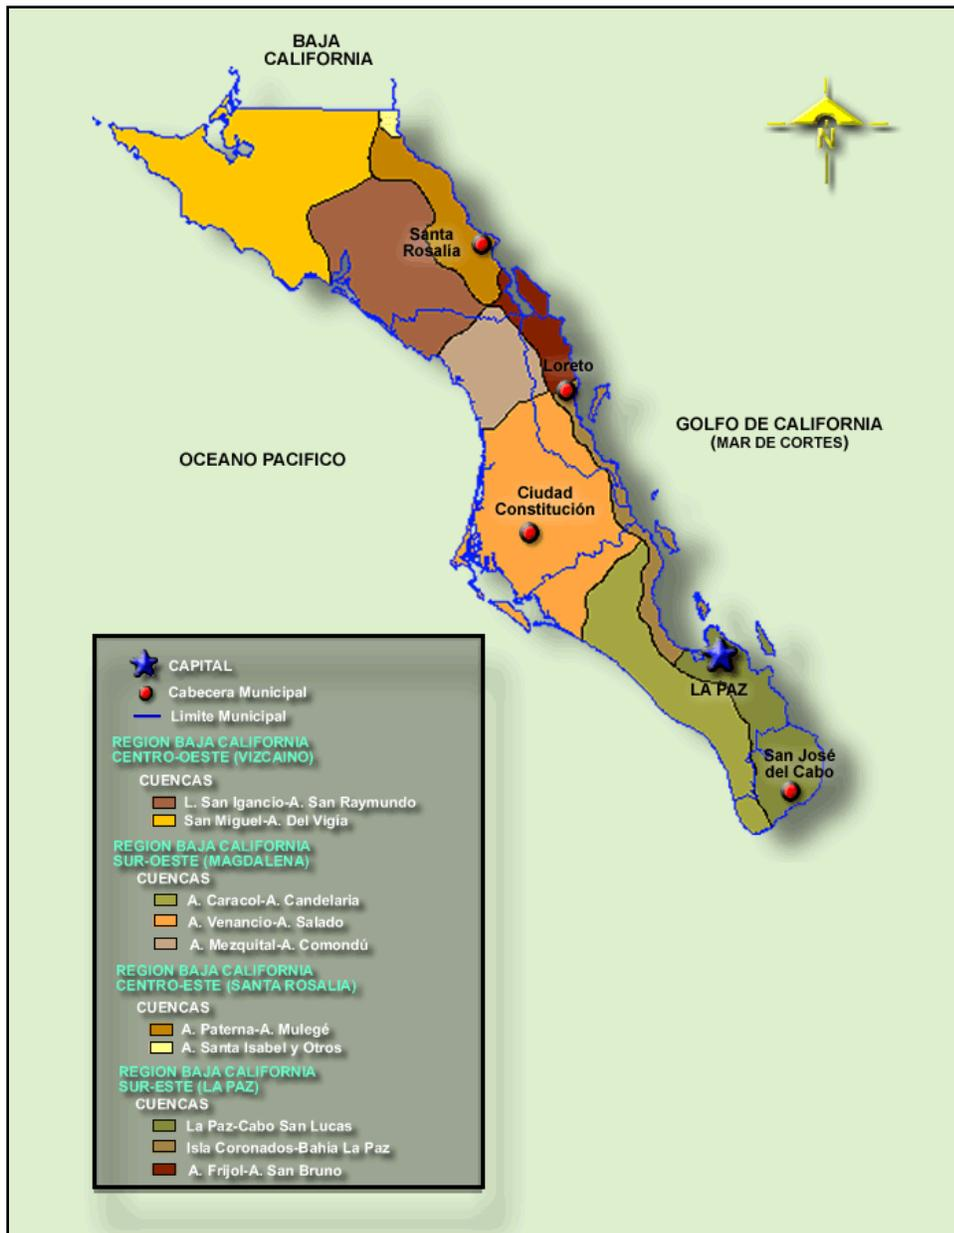 BAJA
CALIFORNIA
N
Santa
Rosalía
Loreto
GOLFO DE CALIFORNIA
(MAR DE CORTES)
OCEANO PACIFICO
Ciudad
Constitución
LA PAZ
San José
del Cabo
CAPITAL
Cabecera Municipal
Limite Municipal
REGION BAJA CALIFORNIA
CENTRO-OESTE (VIZCAINO)
CUENCAS
L. San Igancio-A. San Raymundo
San Miguel-A. Del Vigía
REGION BAJA CALIFORNIA
SUR-OESTE (MAGDALENA)
CUENCAS
A. Caracol-A. Candelaria
A. Venancio-A. Salado
A. Mezquital-A. Comondú
REGION BAJA CALIFORNIA
CENTRO-ESTE (SANTA ROSALIA)
CUENCAS
A. Paterna-A. Mulegé
A. Santa Isabel y Otros
REGION BAJA CALIFORNIA
SUR-ESTE (LA PAZ)
CUENCAS
La Paz-Cabo San Lucas
Isla Coronados-Bahia La Paz
A. Frijol-A. San Bruno